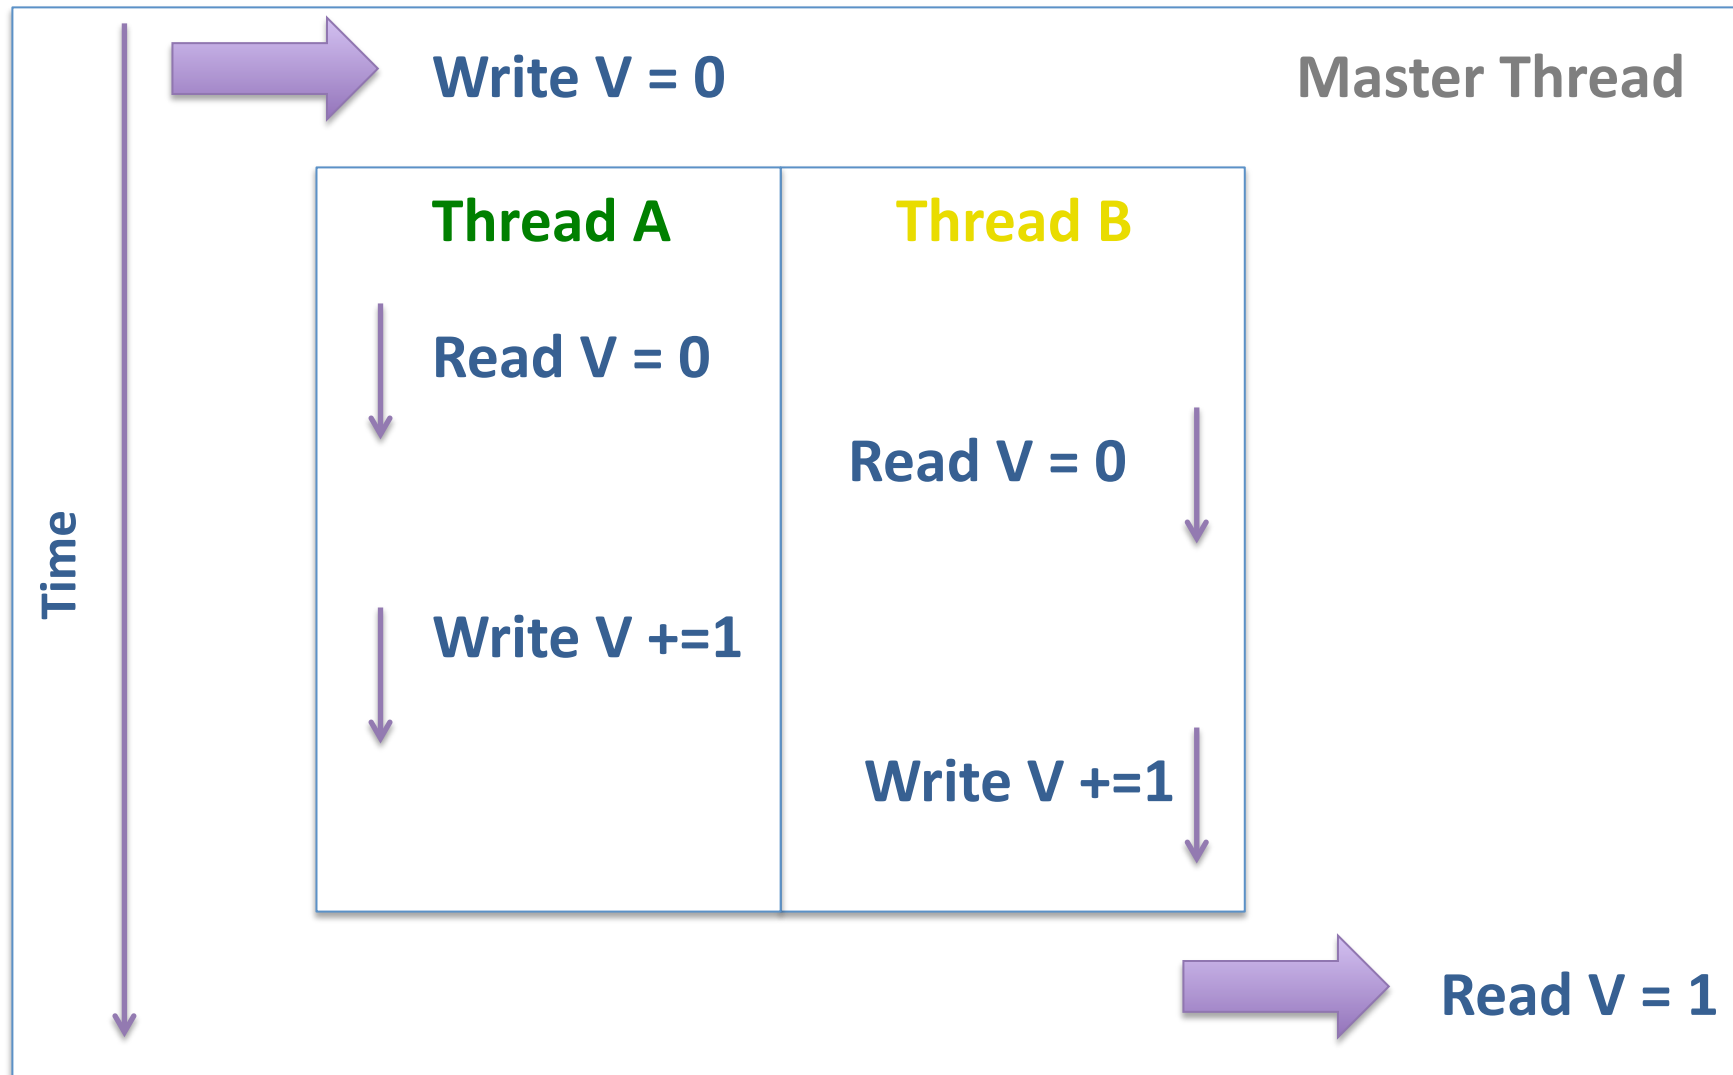 Write V = 0
Master Thread
Thread A
Thread B
Read V = 0
Read V = 0
Time
Write V +=1
Write V +=1
Read V = 1